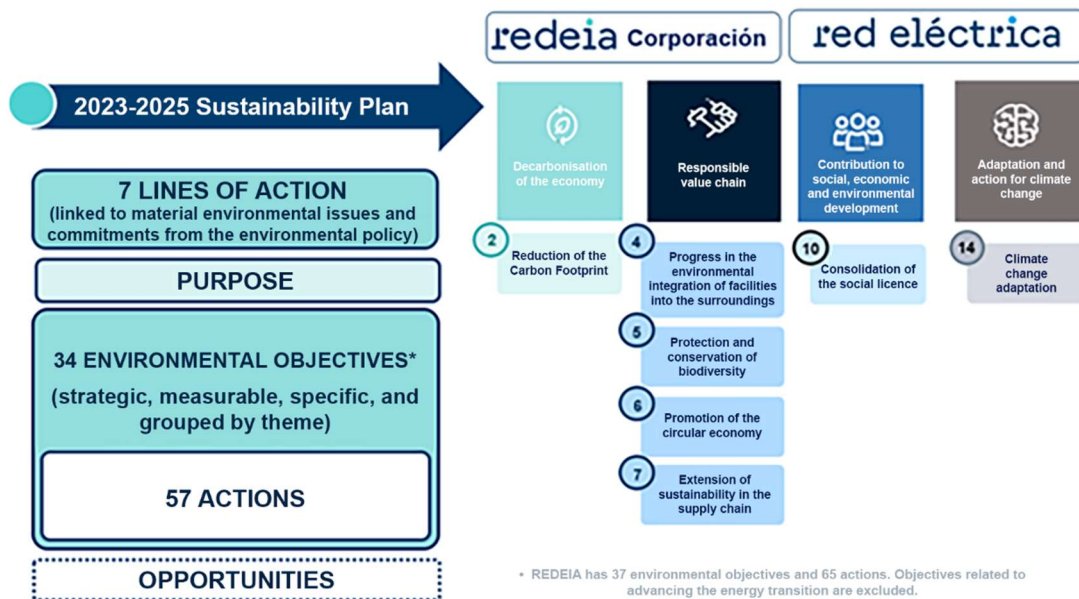 redeia Corporación
red eléctrica
2023-2025 Sustainability Plan
7 LINES OF ACTION
(linked to material environmental issues and
commitments from the environmental policy)
PURPOSE
34 ENVIRONMENTAL OBJECTIVES*
(strategic, measurable, specific, and
grouped by theme)
57 ACTIONS
OPPORTUNITIES
Decarbonisation
of the economy
2
Reduction of the
Carbon Footprint
Responsible
value chain
4
Progress in the
environmental
integration of facilities
into the surroundings
5
Protection and
conservation of
biodiversity
6
Promotion of the
circular economy
7
Extension of
sustainability in the
supply chain
Contribution to
social, economic
and environmental
development
10
Consolidation of
the social licence
Adaptation and
action for climate
change
14
Climate
change
adaptation
• REDEIA has 37 environmental objectives and 65 actions. Objectives related to
advancing the energy transition are excluded.